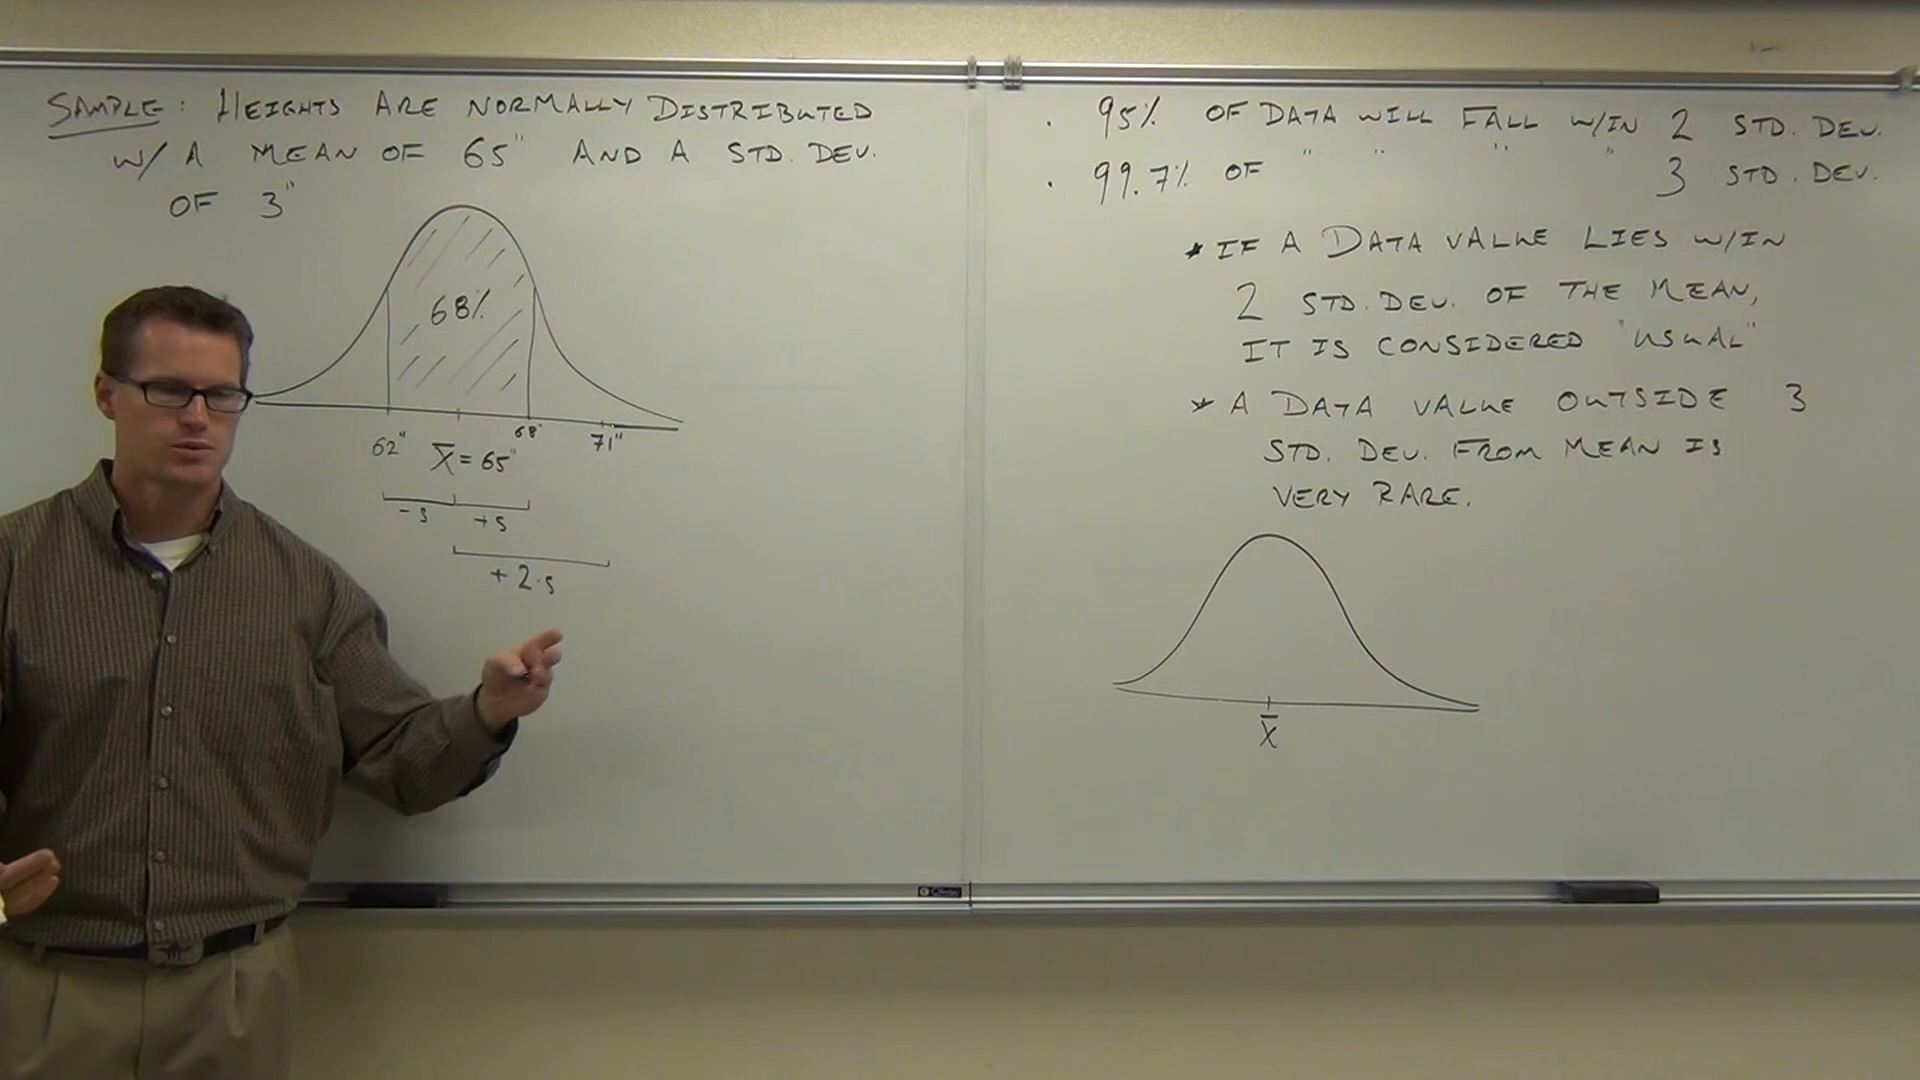 SAMPLE: HEIGHTS ARE NORMALLY DISTRIBUTED
W/ A MEAN OF 65" AND A STD. DEV.
OF 3"
68%
62" X̄ = 65" 68" 71"
-s +s
+2·s
· 95% OF DATA WILL FALL W/IN 2 STD. DEV.
· 99.7% OF " " " " 3 STD. DEV.
* IF A DATA VALUE LIES W/IN
2 STD. DEV. OF THE MEAN,
IT IS CONSIDERED "USUAL"
* A DATA VALUE OUTSIDE 3
STD. DEV. FROM MEAN IS
VERY RARE.
X̄